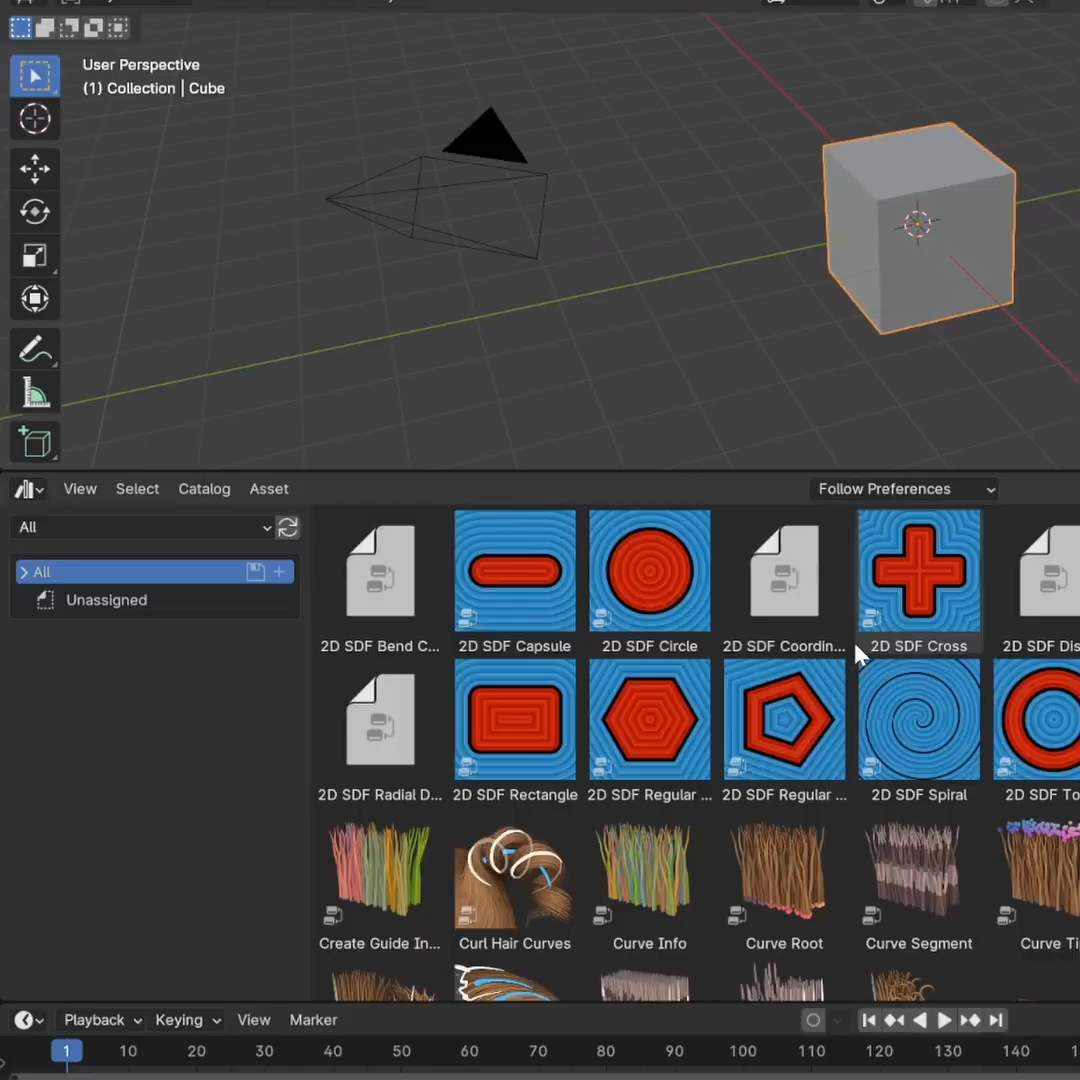 User Perspective
(1) Collection | Cube
View Select Catalog Asset Follow Preferences
All
All
Unassigned
2D SDF Bend C... 2D SDF Capsule 2D SDF Circle 2D SDF Coordin... 2D SDF Cross 2D SDF Dis
2D SDF Radial D... 2D SDF Rectangle 2D SDF Regular ... 2D SDF Regular ... 2D SDF Spiral 2D SDF To
Create Guide In... Curl Hair Curves Curve Info Curve Root Curve Segment Curve Ti
Playback Keying View Marker
1 10 20 30 40 50 60 70 80 90 100 110 120 130 140